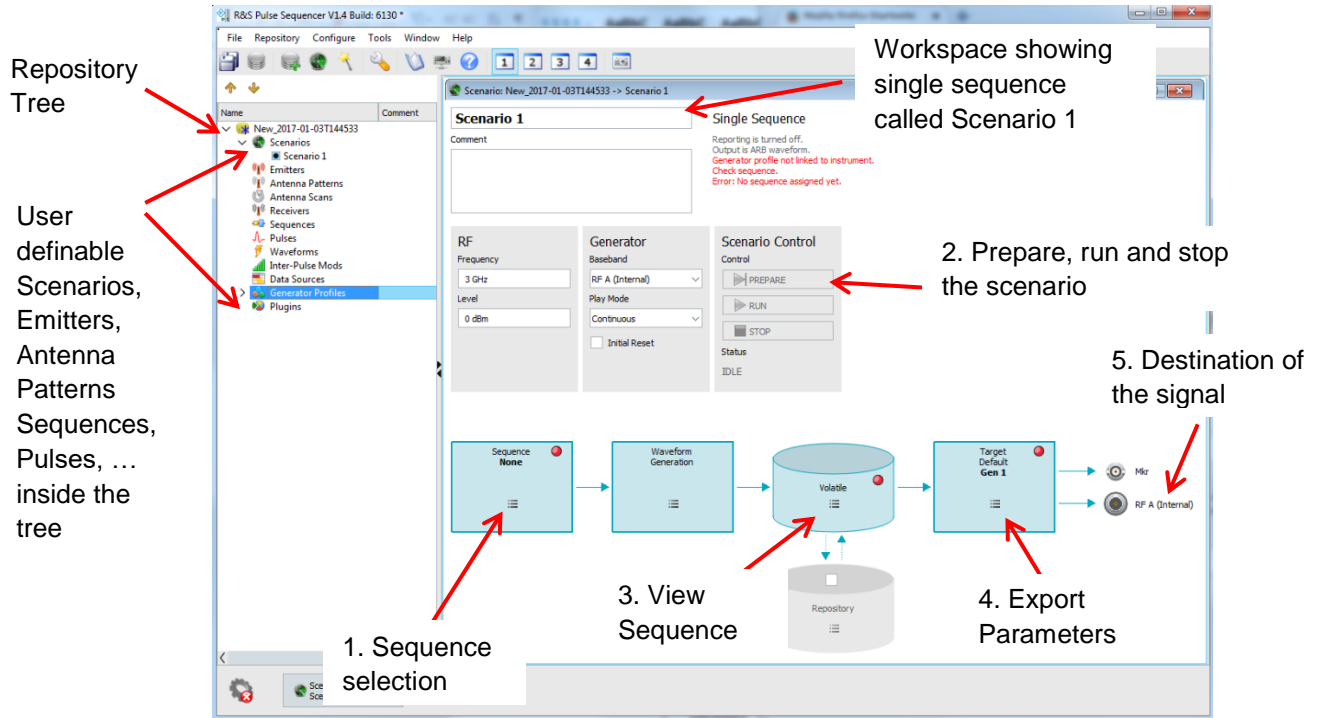 R&S Pulse Sequencer V1.4 Build: 6130 *
File Repository Configure Tools Window Help
1 2 3 4
Repository
Tree
Workspace showing
single sequence
called Scenario 1
Name Comment
New_2017-01-03T144533
Scenarios
Scenario 1
Emitters
Antenna Patterns
Antenna Scans
Receivers
Sequences
Pulses
Waveforms
Inter-Pulse Mods
Data Sources
Generator Profiles
Plugins
User
definable
Scenarios,
Emitters,
Antenna
Patterns
Sequences,
Pulses, …
inside the
tree
Scenario: New_2017-01-03T144533 -> Scenario 1
Scenario 1
Comment
Single Sequence
Reporting is turned off.
Output is ARB waveform.
Generator profile not linked to instrument.
Check sequence.
Error: No sequence assigned yet.
RF
Frequency
3 GHz
Level
0 dBm
Generator
Baseband
RF A (Internal)
Play Mode
Continuous
Initial Reset
Scenario Control
Control
PREPARE
RUN
STOP
Status
IDLE
2. Prepare, run and stop
the scenario
5. Destination of
the signal
Sequence
None
Waveform
Generation
Volatile
Target
Default
Gen 1
Mkr
RF A (Internal)
Repository
1. Sequence
selection
3. View
Sequence
4. Export
Parameters